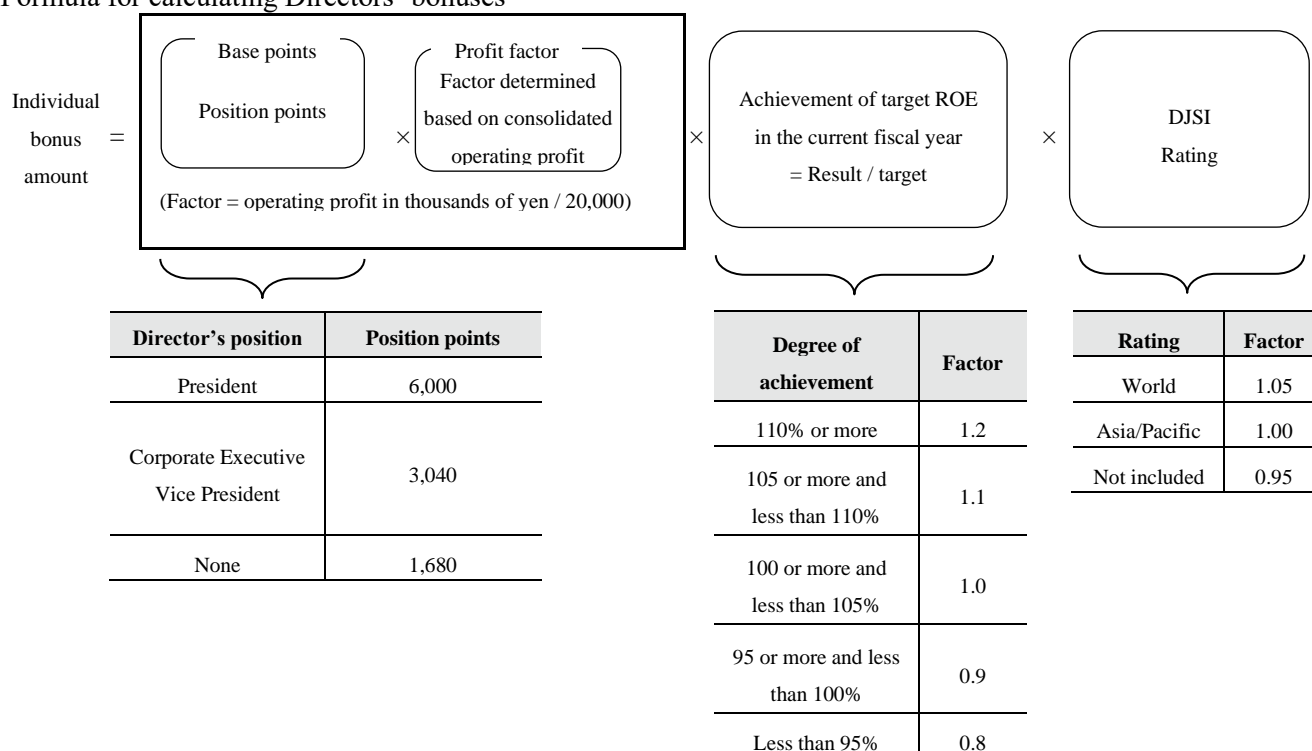 Formula for calculating Directors' bonuses
Individual
bonus
amount
=
Base points
Position points
×
Profit factor
Factor determined
based on consolidated
operating profit
(Factor = operating profit in thousands of yen / 20,000)
×
Achievement of target ROE
in the current fiscal year
= Result / target
×
DJSI
Rating
Director's position Position points
President 6,000
Corporate Executive
Vice President
3,040
None 1,680
Degree of
achievement
Factor
110% or more 1.2
105 or more and
less than 110%
1.1
100 or more and
less than 105%
1.0
95 or more and less
than 100%
0.9
Less than 95% 0.8
Rating Factor
World 1.05
Asia/Pacific 1.00
Not included 0.95